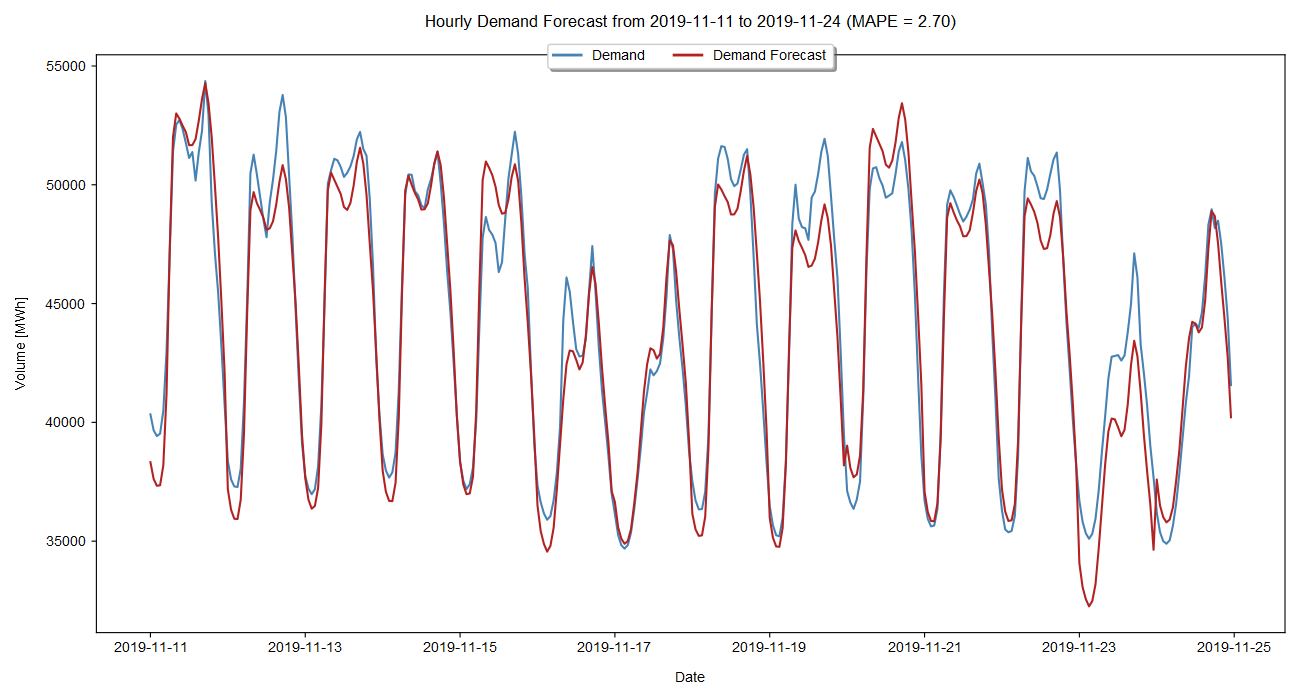 Hourly Demand Forecast from 2019-11-11 to 2019-11-24 (MAPE = 2.70)
Demand Demand Forecast
55000
50000
45000
40000
35000
Volume [MWh]
2019-11-11 2019-11-13 2019-11-15 2019-11-17 2019-11-19 2019-11-21 2019-11-23 2019-11-25
Date